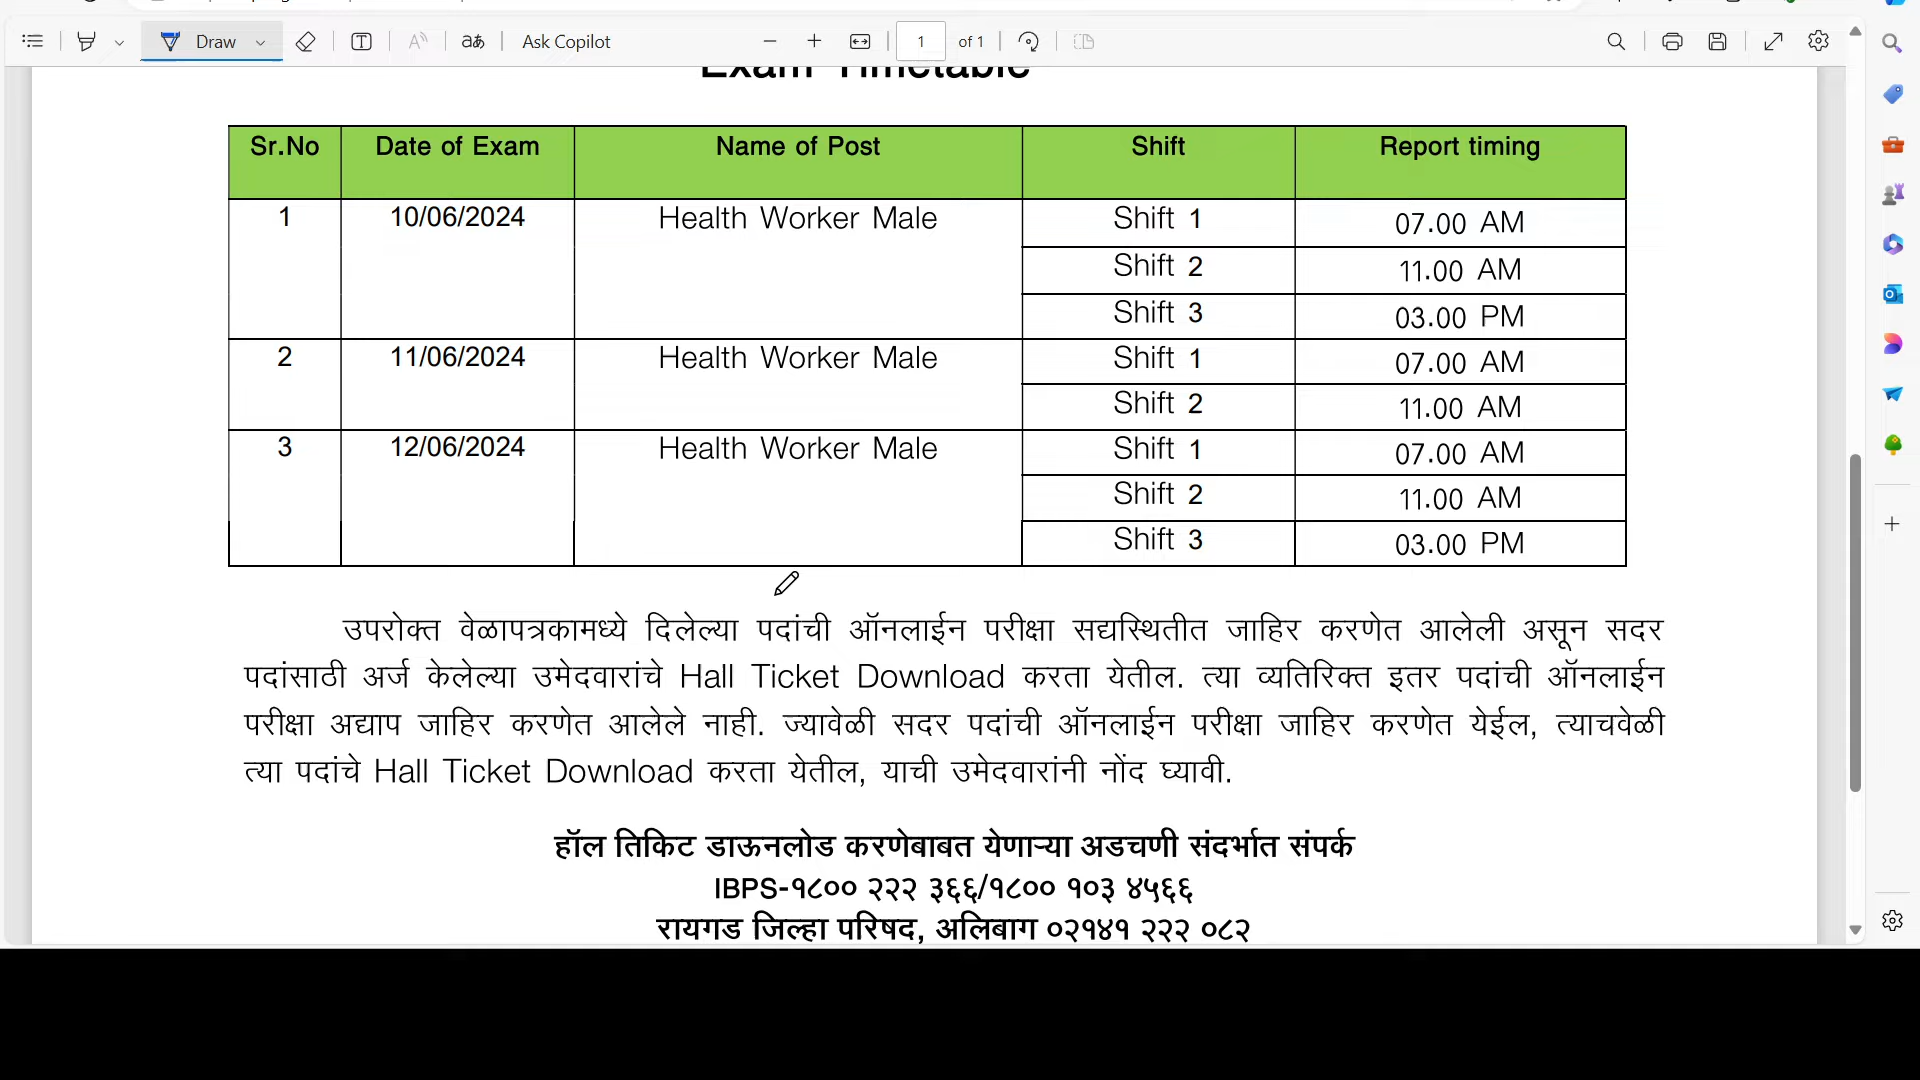 Draw
Ask Copilot
1 of 1
Exam Timetable
Sr.No Date of Exam Name of Post Shift Report timing
1 10/06/2024 Health Worker Male Shift 1 07.00 AM
Shift 2 11.00 AM
Shift 3 03.00 PM
2 11/06/2024 Health Worker Male Shift 1 07.00 AM
Shift 2 11.00 AM
3 12/06/2024 Health Worker Male Shift 1 07.00 AM
Shift 2 11.00 AM
Shift 3 03.00 PM
उपरोक्त वेळापत्रकामध्ये दिलेल्या पदांची ऑनलाईन परीक्षा सद्यस्थितीत जाहिर करणेत आलेली असून सदर
पदांसाठी अर्ज केलेल्या उमेदवारांचे Hall Ticket Download करता येतील. त्या व्यतिरिक्त इतर पदांची ऑनलाईन
परीक्षा अद्याप जाहिर करणेत आलेले नाही. ज्यावेळी सदर पदांची ऑनलाईन परीक्षा जाहिर करणेत येईल, त्याचवेळी
त्या पदांचे Hall Ticket Download करता येतील, याची उमेदवारांनी नोंद घ्यावी.
हॉल तिकिट डाऊनलोड करणेबाबत येणाऱ्या अडचणी संदर्भात संपर्क
IBPS-१८०० २२२ ३६६/१८०० १०३ ४५६६
रायगड जिल्हा परिषद, अलिबाग ०२१४१ २२२ ०८२